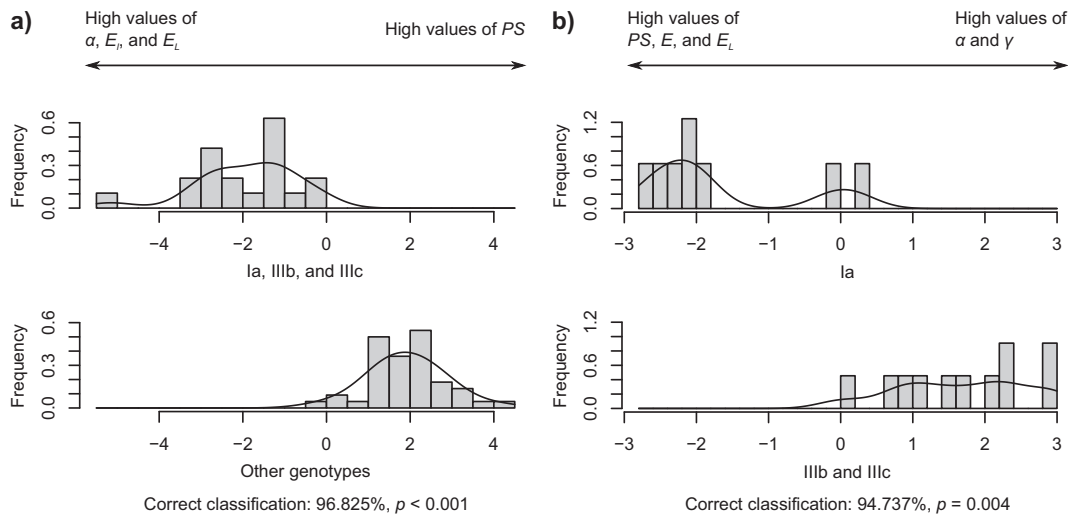 a)
High values of
α, E_I, and E_L
High values of PS
Frequency
0.0 0.3 0.6
−4 −2 0 2 4
Ia, IIIb, and IIIc
Frequency
0.0 0.3 0.6
−4 −2 0 2 4
Other genotypes
Correct classification: 96.825%, p < 0.001
b)
High values of
PS, E, and E_L
High values of
α and γ
Frequency
0.0 0.6 1.2
−3 −2 −1 0 1 2 3
Ia
Frequency
0.0 0.6 1.2
−3 −2 −1 0 1 2 3
IIIb and IIIc
Correct classification: 94.737%, p = 0.004